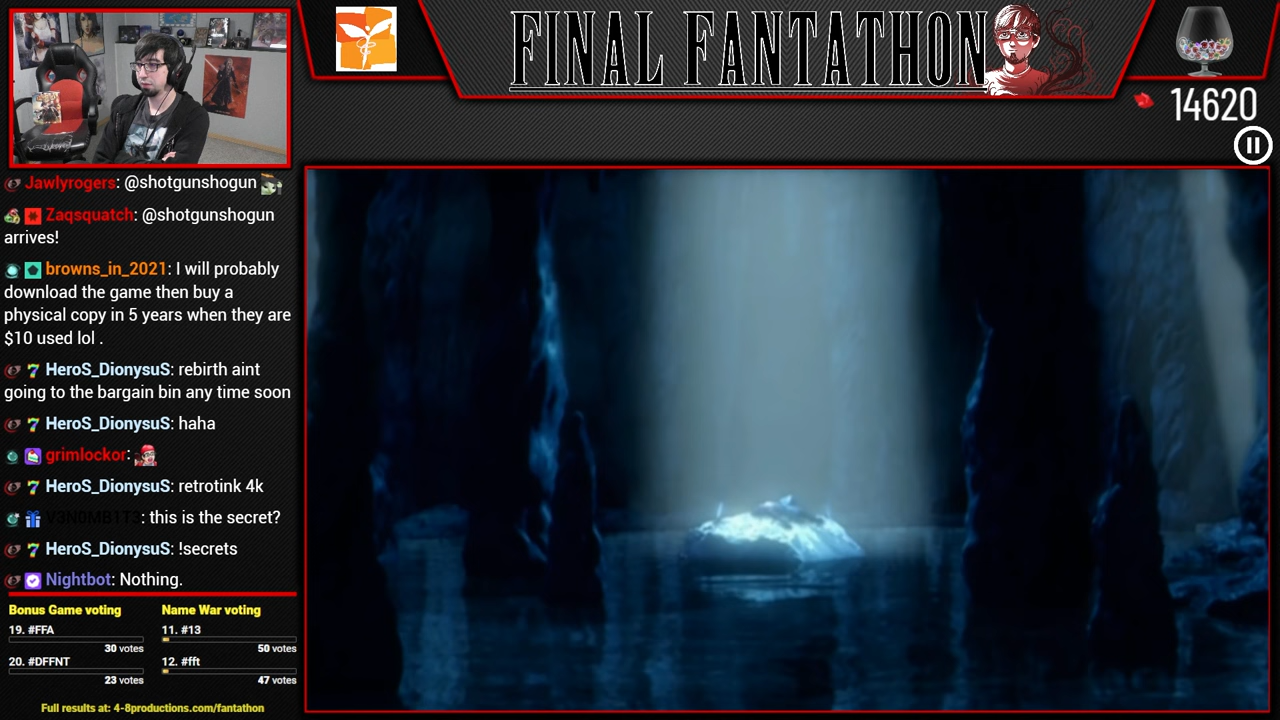 FINAL FANTATHON
14620
Jawlyrogers: @shotgunshogun
Zaqsquatch: @shotgunshogun
arrives!
browns_in_2021: I will probably
download the game then buy a
physical copy in 5 years when they are
$10 used lol .
HeroS_DionysuS: rebirth aint
going to the bargain bin any time soon
HeroS_DionysuS: haha
grimlockor:
HeroS_DionysuS: retrotink 4k
V3N0MB1T3: this is the secret?
HeroS_DionysuS: !secrets
Nightbot: Nothing.
Bonus Game voting
19. #FFA
30 votes
20. #DFFNT
23 votes
Name War voting
11. #13
50 votes
12. #fft
47 votes
Full results at: 4-8productions.com/fantathon